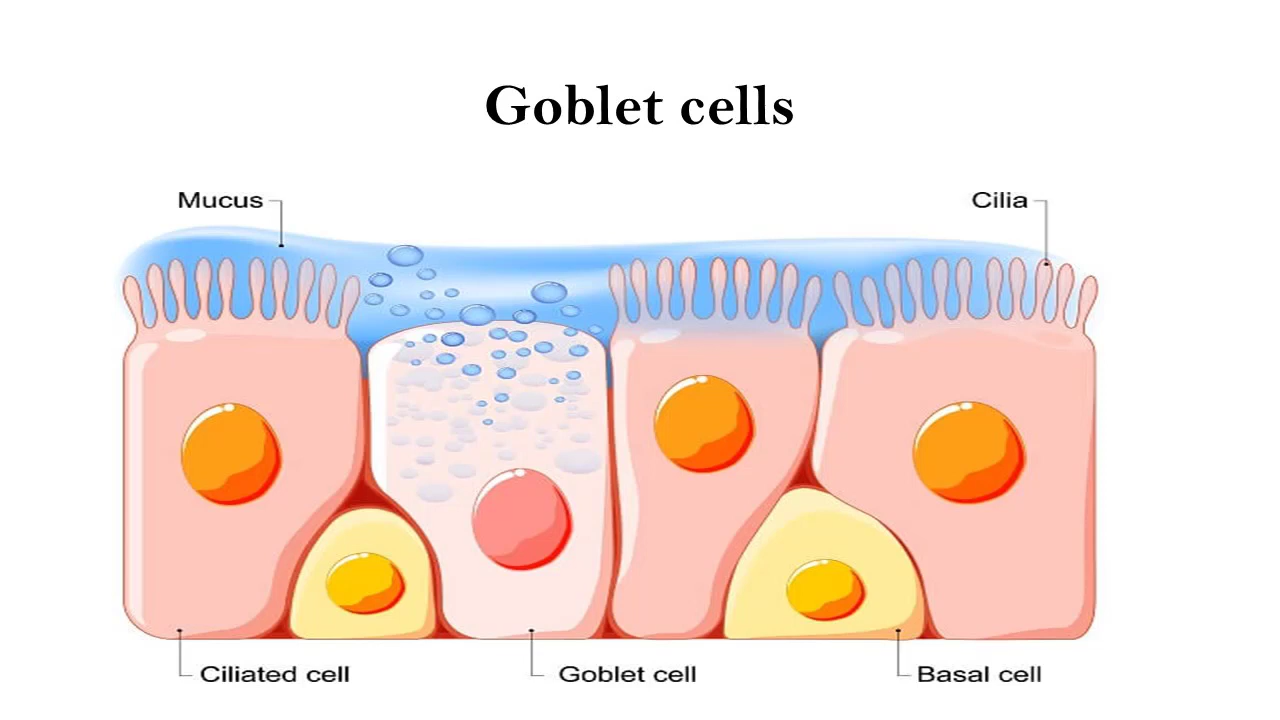 Goblet cells
Mucus
Cilia
Ciliated cell
Goblet cell
Basal cell